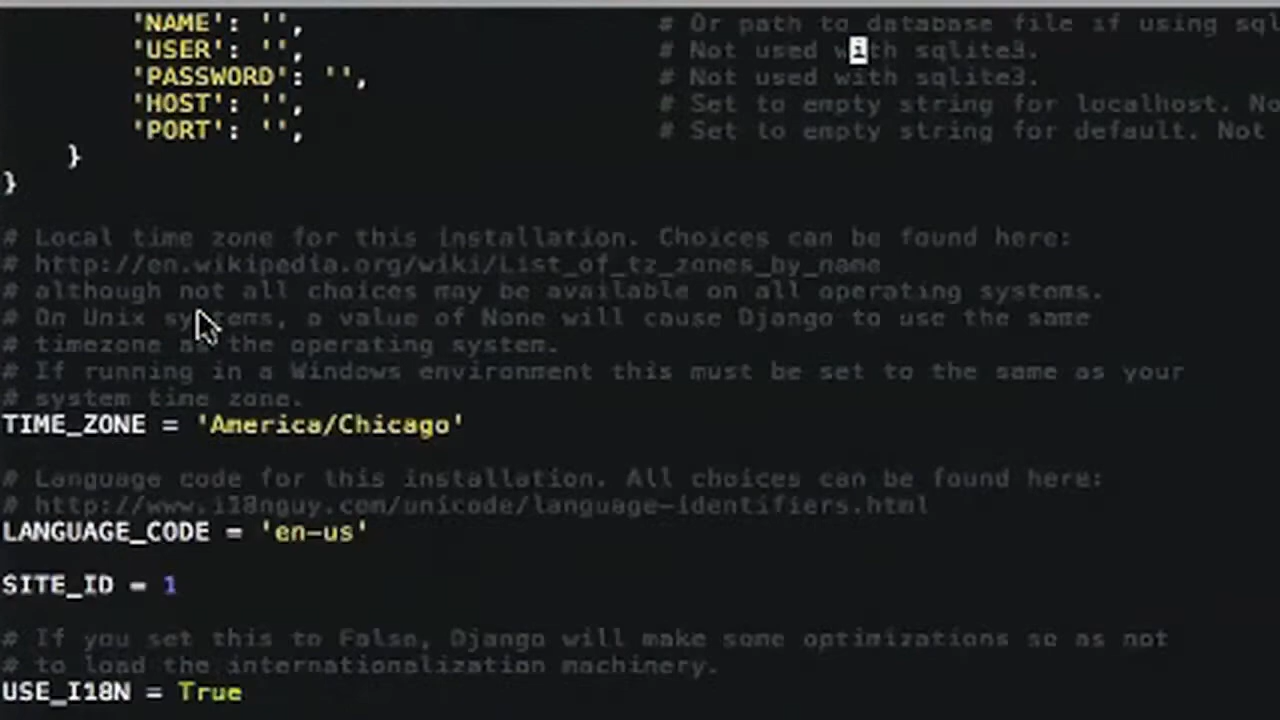 'NAME': '', # Or path to database file if using sql
'USER': '', # Not used with sqlite3.
'PASSWORD': '', # Not used with sqlite3.
'HOST': '', # Set to empty string for localhost. No
'PORT': '', # Set to empty string for default. Not
}
}
# Local time zone for this installation. Choices can be found here:
# http://en.wikipedia.org/wiki/List_of_tz_zones_by_name
# although not all choices may be available on all operating systems.
# On Unix systems, a value of None will cause Django to use the same
# timezone as the operating system.
# If running in a Windows environment this must be set to the same as your
# system time zone.
TIME_ZONE = 'America/Chicago'
# Language code for this installation. All choices can be found here:
# http://www.i18nguy.com/unicode/language-identifiers.html
LANGUAGE_CODE = 'en-us'
SITE_ID = 1
# If you set this to False, Django will make some optimizations so as not
# to load the internationalization machinery.
USE_I18N = True